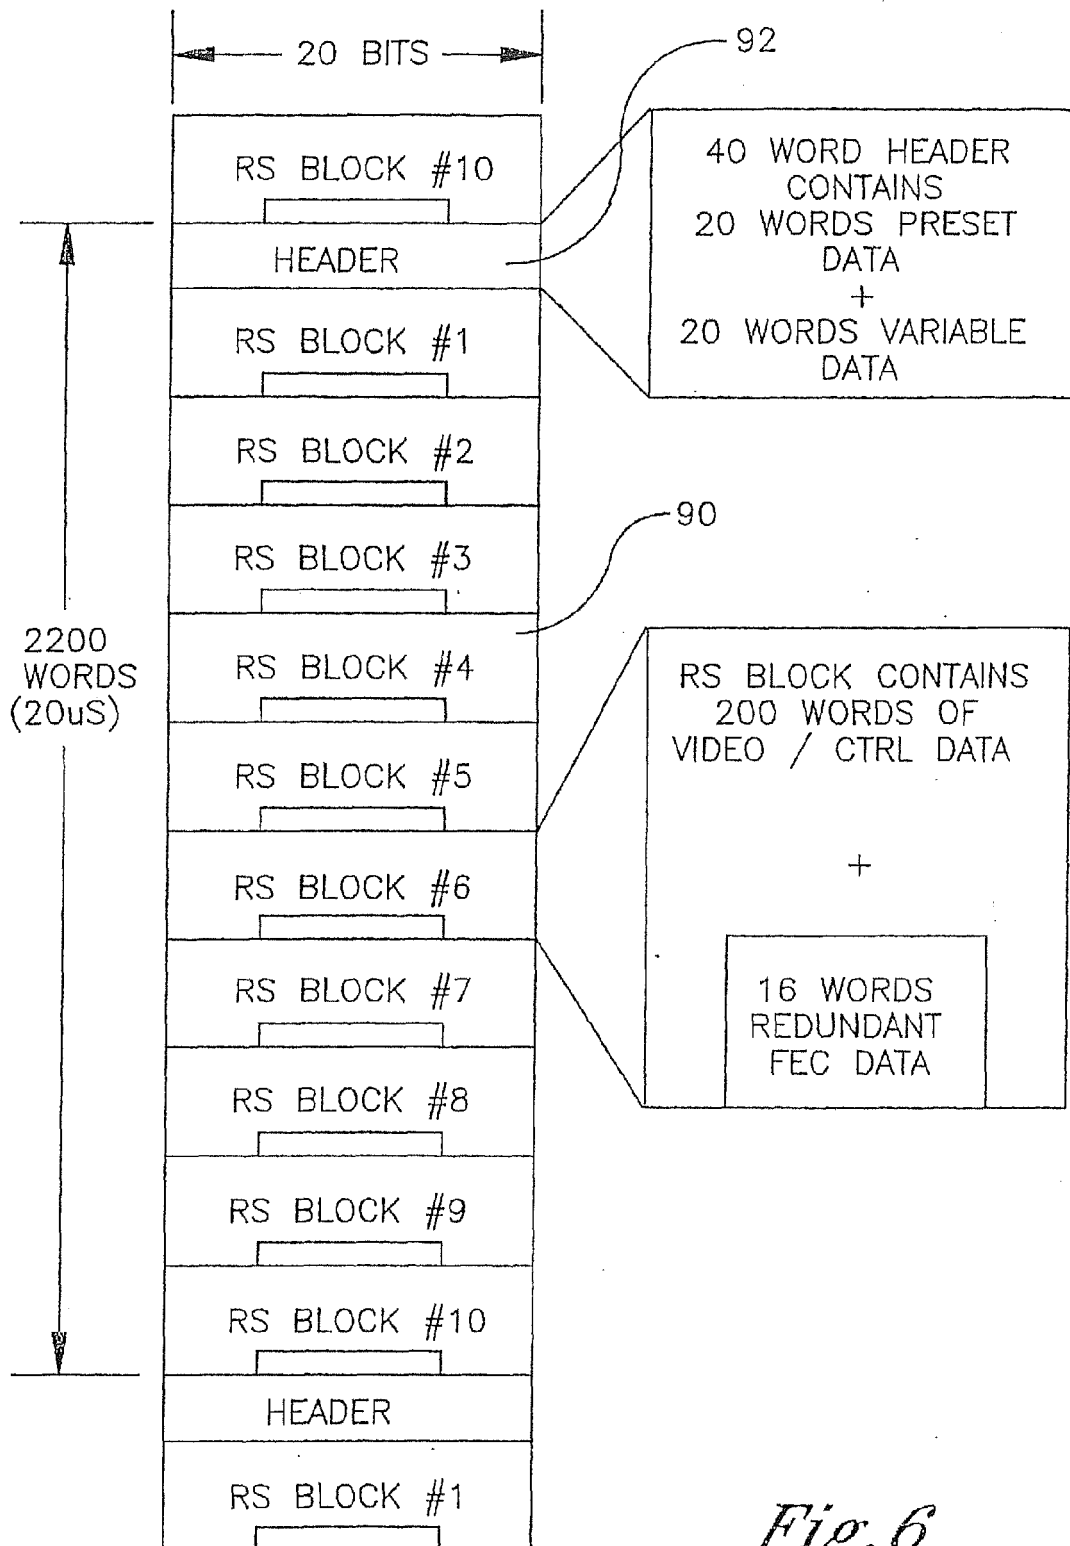 20 BITS
92
RS BLOCK #10
HEADER
40 WORD HEADER
CONTAINS
20 WORDS PRESET
DATA
+
20 WORDS VARIABLE
DATA
RS BLOCK #1
RS BLOCK #2
90
RS BLOCK #3
2200
WORDS
(20uS)
RS BLOCK #4
RS BLOCK #5
RS BLOCK CONTAINS
200 WORDS OF
VIDEO / CTRL DATA
+
16 WORDS
REDUNDANT
FEC DATA
RS BLOCK #6
RS BLOCK #7
RS BLOCK #8
RS BLOCK #9
RS BLOCK #10
HEADER
RS BLOCK #1
Fig. 6